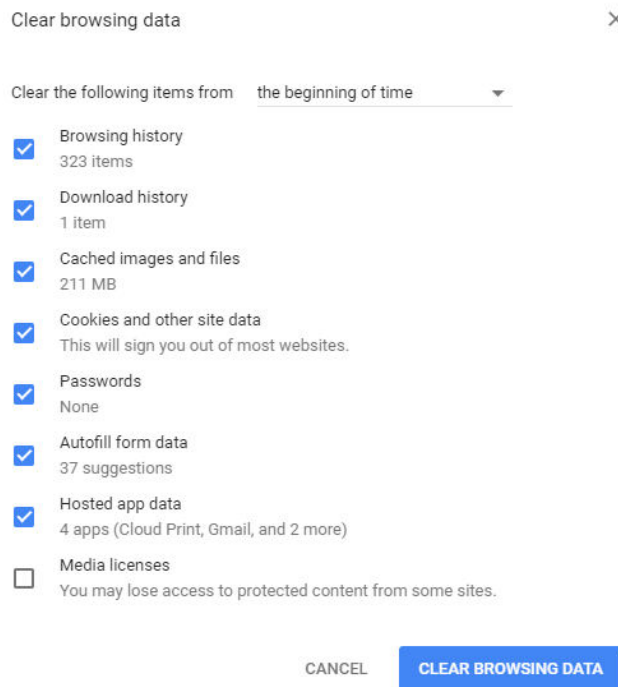 Clear browsing data
Clear the following items from the beginning of time
Browsing history
323 items
Download history
1 item
Cached images and files
211 MB
Cookies and other site data
This will sign you out of most websites.
Passwords
None
Autofill form data
37 suggestions
Hosted app data
4 apps (Cloud Print, Gmail, and 2 more)
Media licenses
You may lose access to protected content from some sites.
CANCEL CLEAR BROWSING DATA